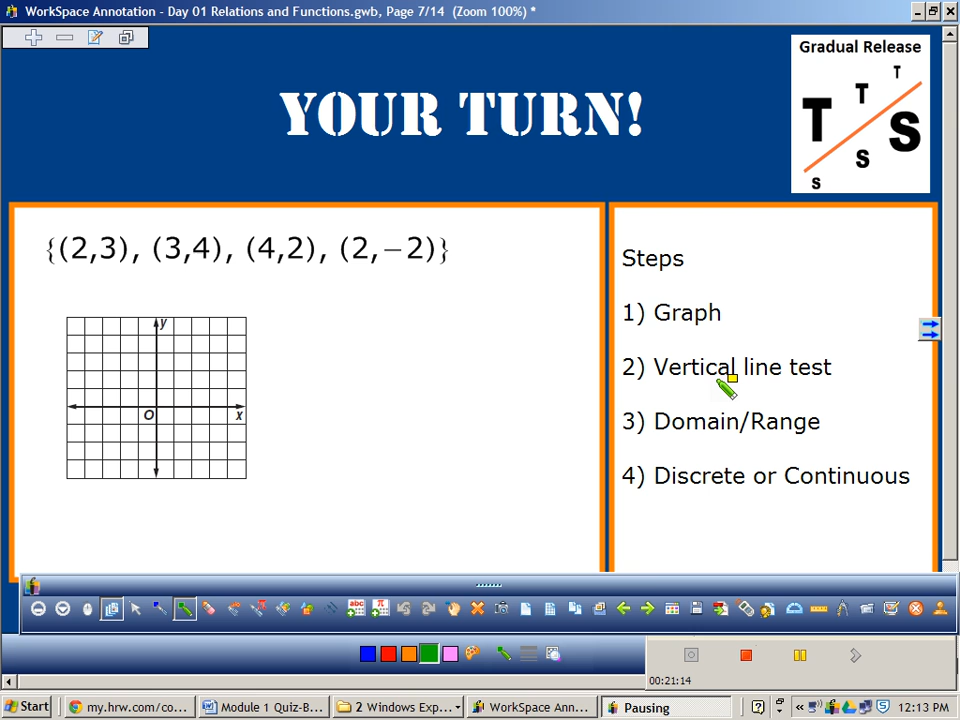 WorkSpace Annotation - Day 01 Relations and Functions.gwb, Page 7/14 (Zoom 100%) *
Gradual Release
T
T
T
S
S
s
YOUR TURN!
{(2,3), (3,4), (4,2), (2,−2)}
y
O
x
Steps
1) Graph
2) Vertical line test
3) Domain/Range
4) Discrete or Continuous
abc
π
00:21:14
Start
my.hrw.com/co...
Module 1 Quiz-B...
2 Windows Exp...
WorkSpace Anno...
Pausing
12:13 PM